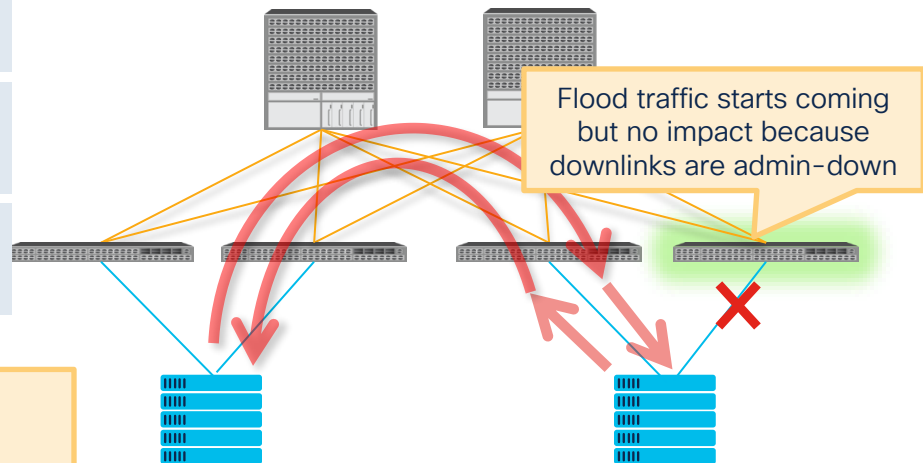 Flood traffic starts coming
but no impact because
downlinks are admin-down